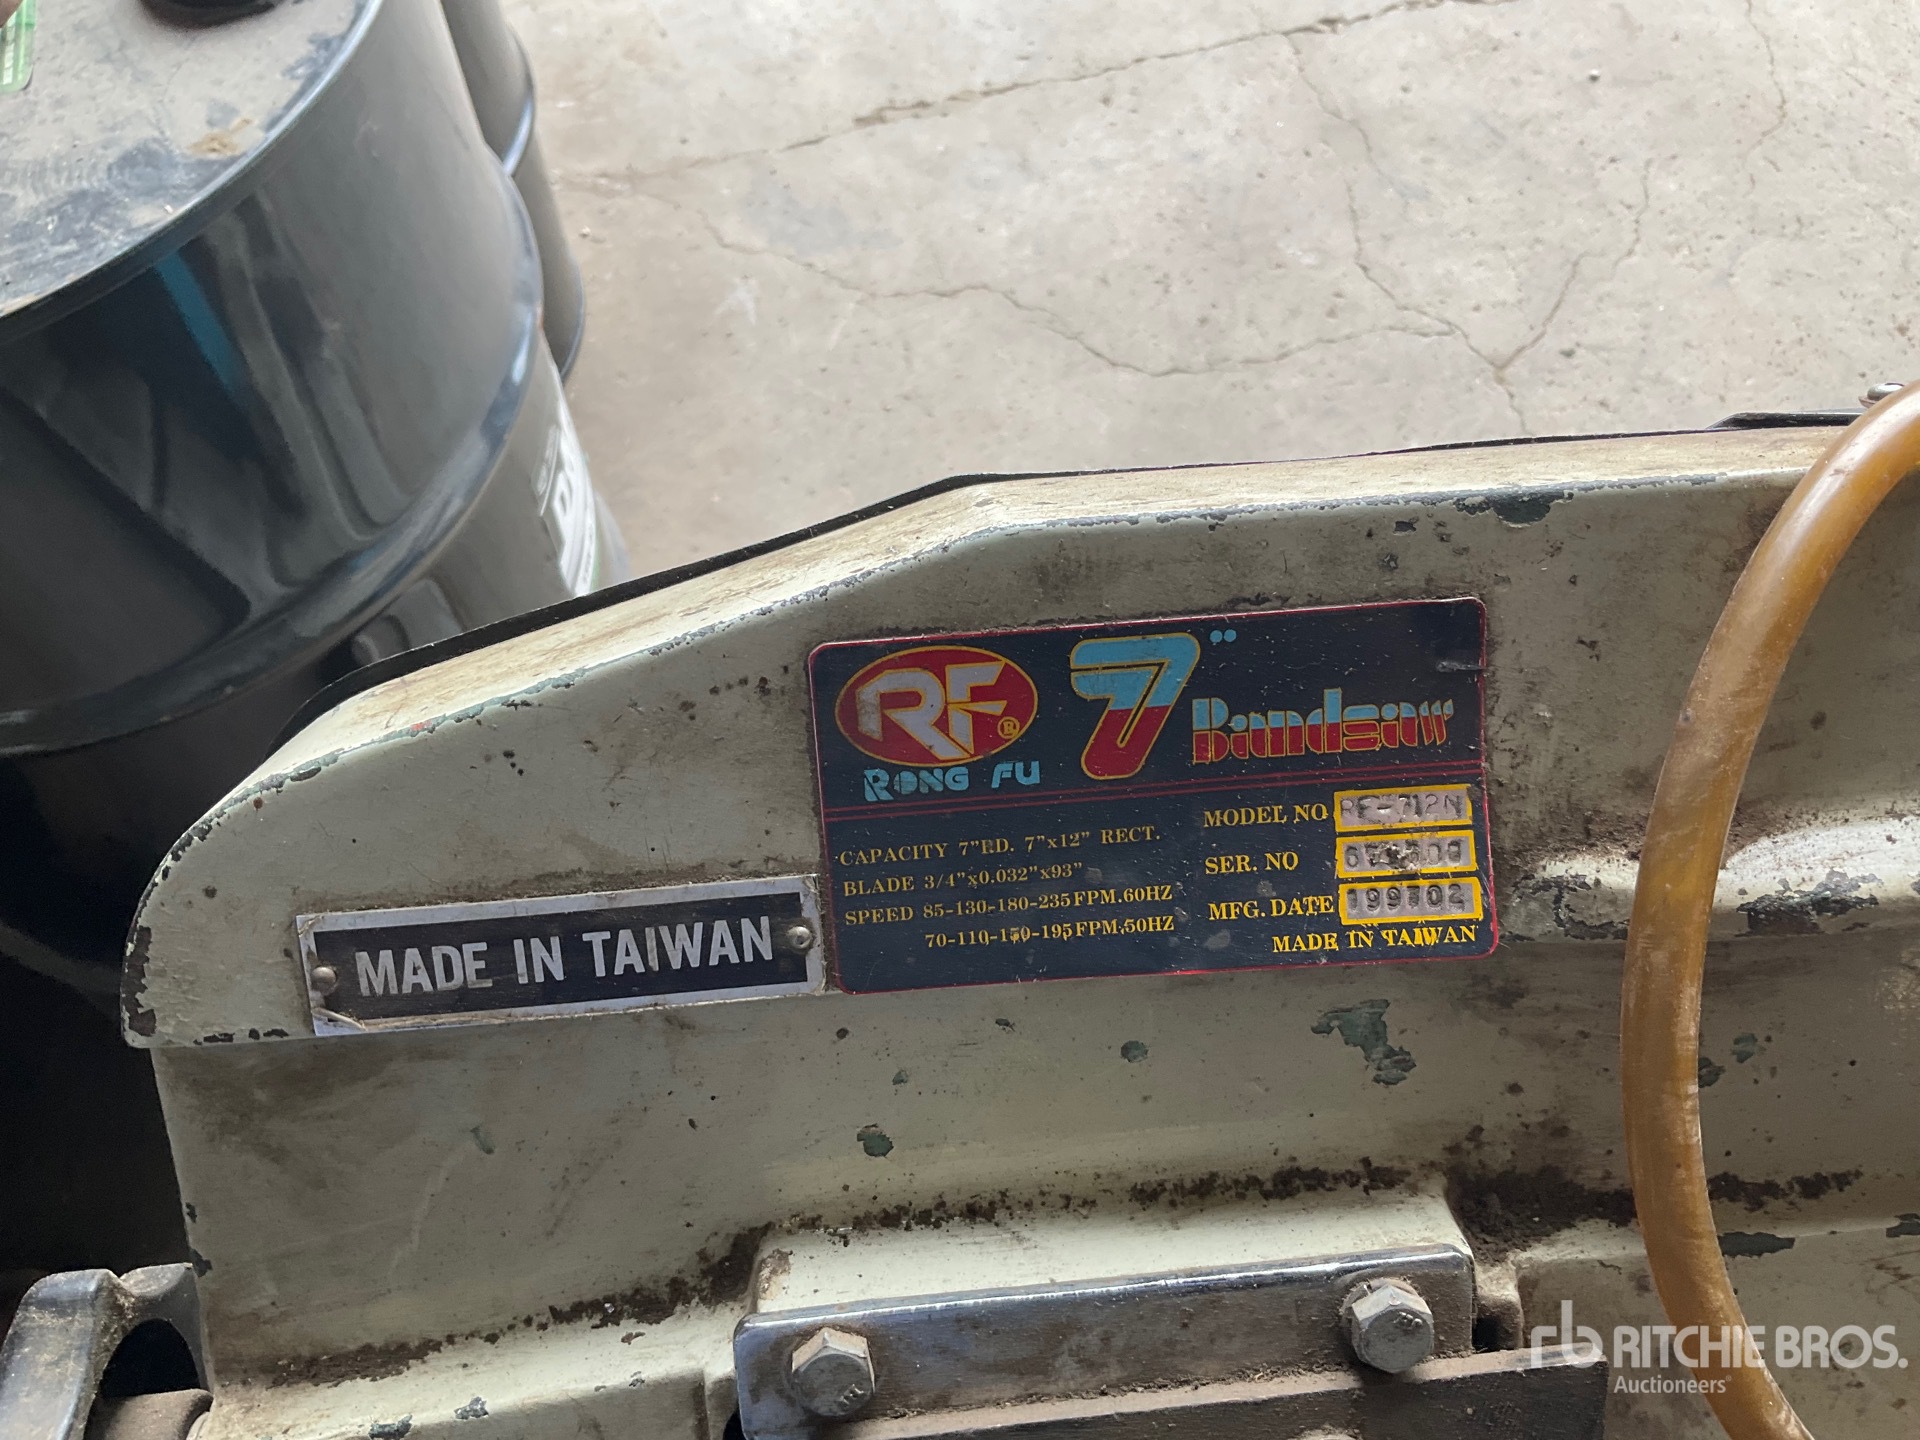 RF ®
RONG FU
7" Bandsaw
CAPACITY 7"RD. 7"x12" RECT.
BLADE 3/4"x0.032"x93"
SPEED 85-130-180-235FPM.60HZ
70-110-150-195FPM.50HZ
MODEL NO RF-712N
SER. NO
MFG. DATE 199702
MADE IN TAIWAN
MADE IN TAIWAN
rb RITCHIE BROS.
Auctioneers